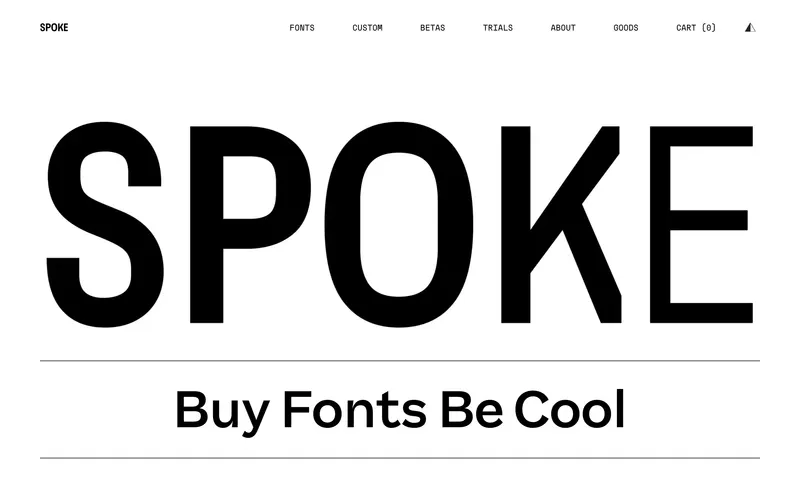 SPOKE FONTS CUSTOM BETAS TRIALS ABOUT GOODS CART (0)
SPOKE
Buy Fonts Be Cool